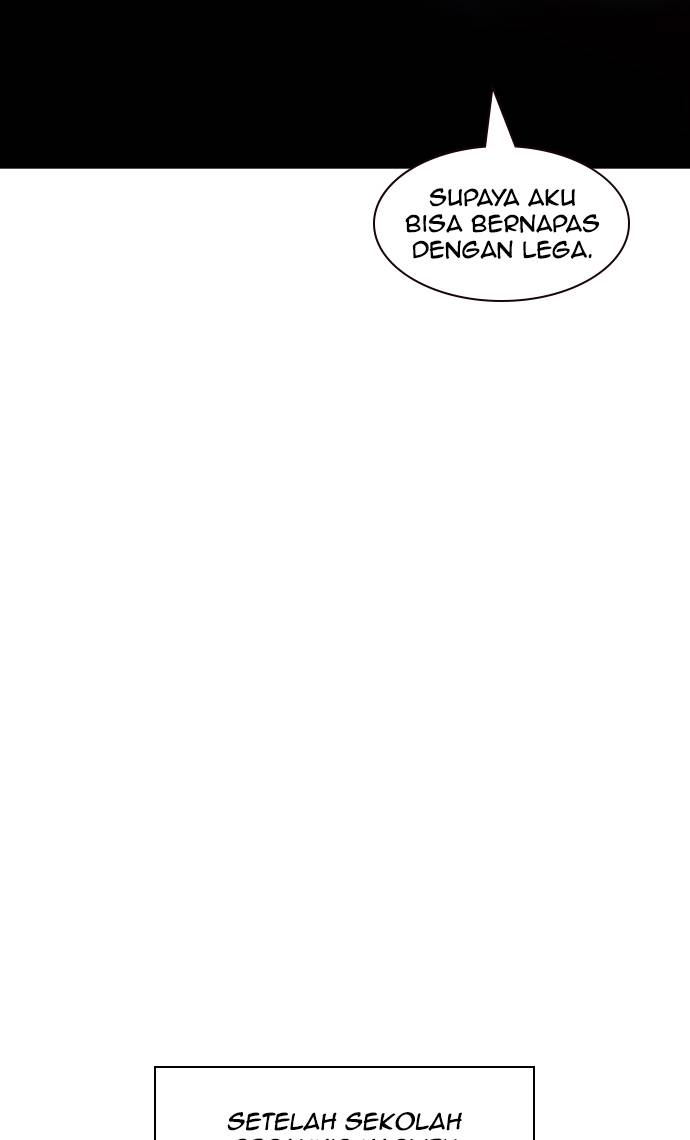 SUPAYA AKU
BISA BERNAPAS
DENGAN LEGA.
SETELAH SEKOLAH